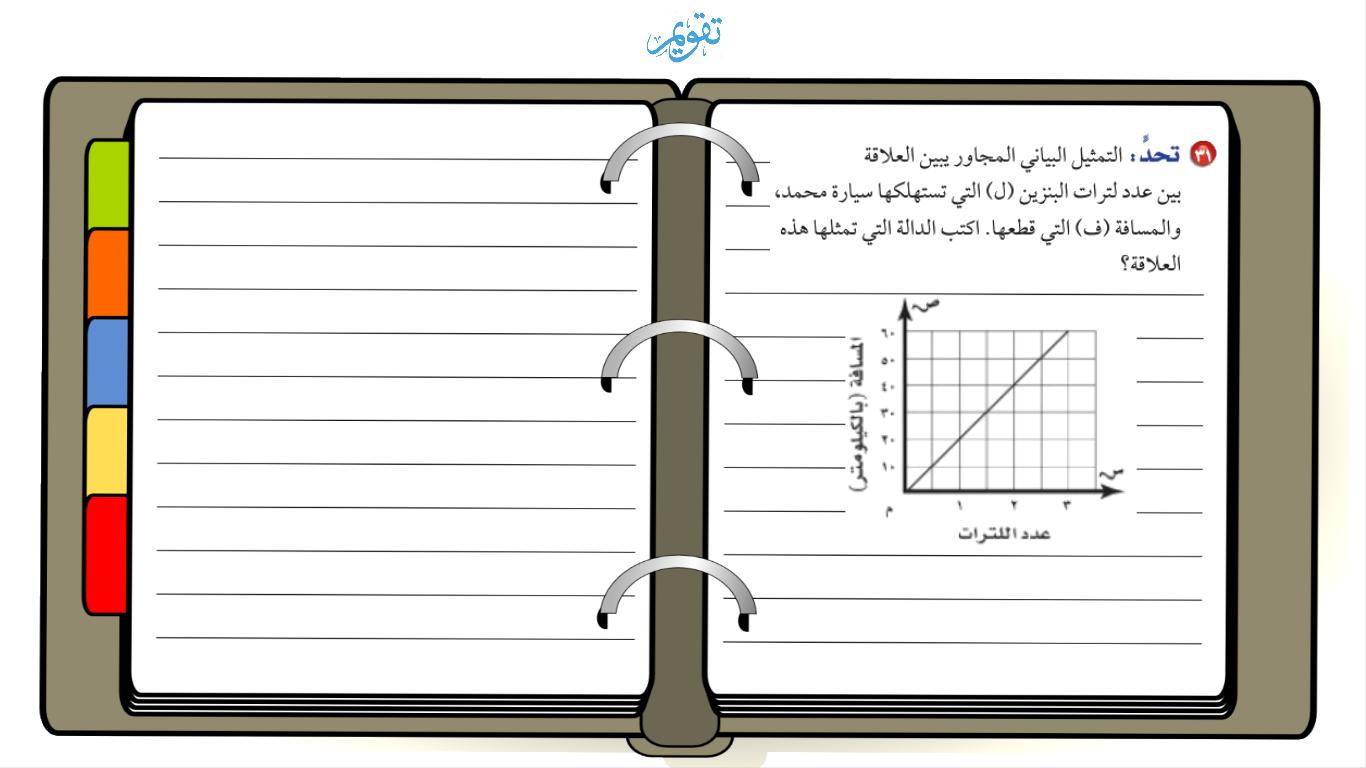 تقويم
٣١ تحدٍّ: التمثيل البياني المجاور يبين العلاقة
بين عدد لترات البنزين (ل) التي تستهلكها سيارة محمد،
والمسافة (ف) التي قطعها. اكتب الدالة التي تمثلها هذه
العلاقة؟
ص
المسافة (بالكيلومتر)
٦٠
٥٠
٤٠
٣٠
٢٠
١٠
م
١ ٢ ٣
س
عدد اللترات